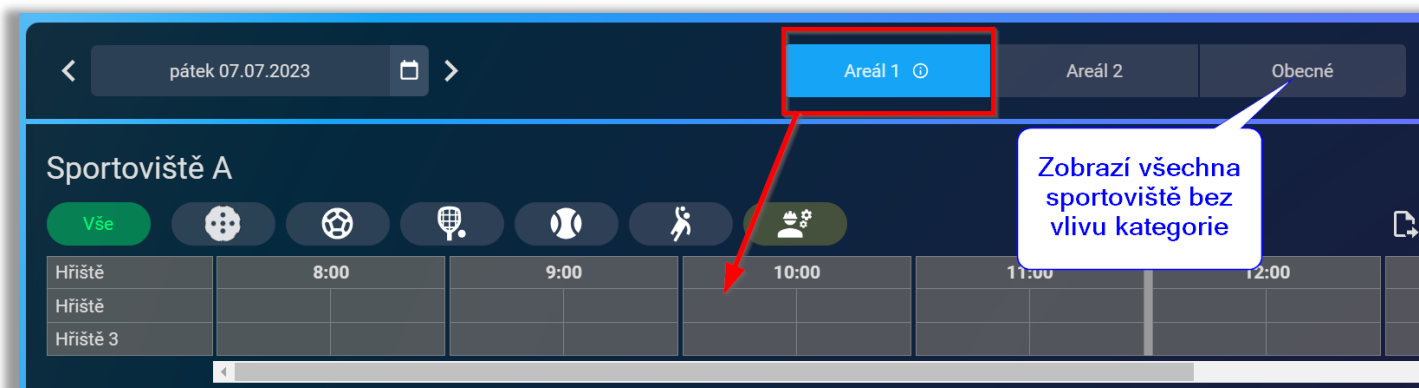 pátek 07.07.2023
Areál 1
Areál 2
Obecné
Zobrazí všechna
sportoviště bez
vlivu kategorie
Sportoviště A
Vše
Hřiště 8:00 9:00 10:00 11:00 12:00
Hřiště
Hřiště 3